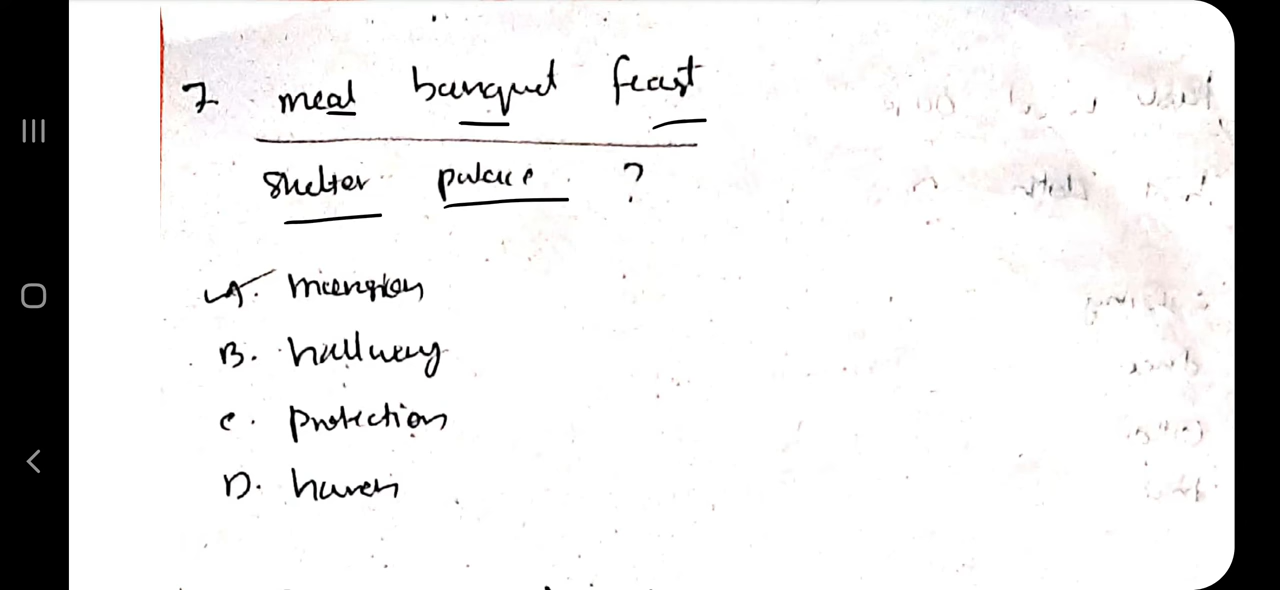 7 meal banquet feast
shelter palace ?
A. mansion
B. hallway
C. protection
D. haven